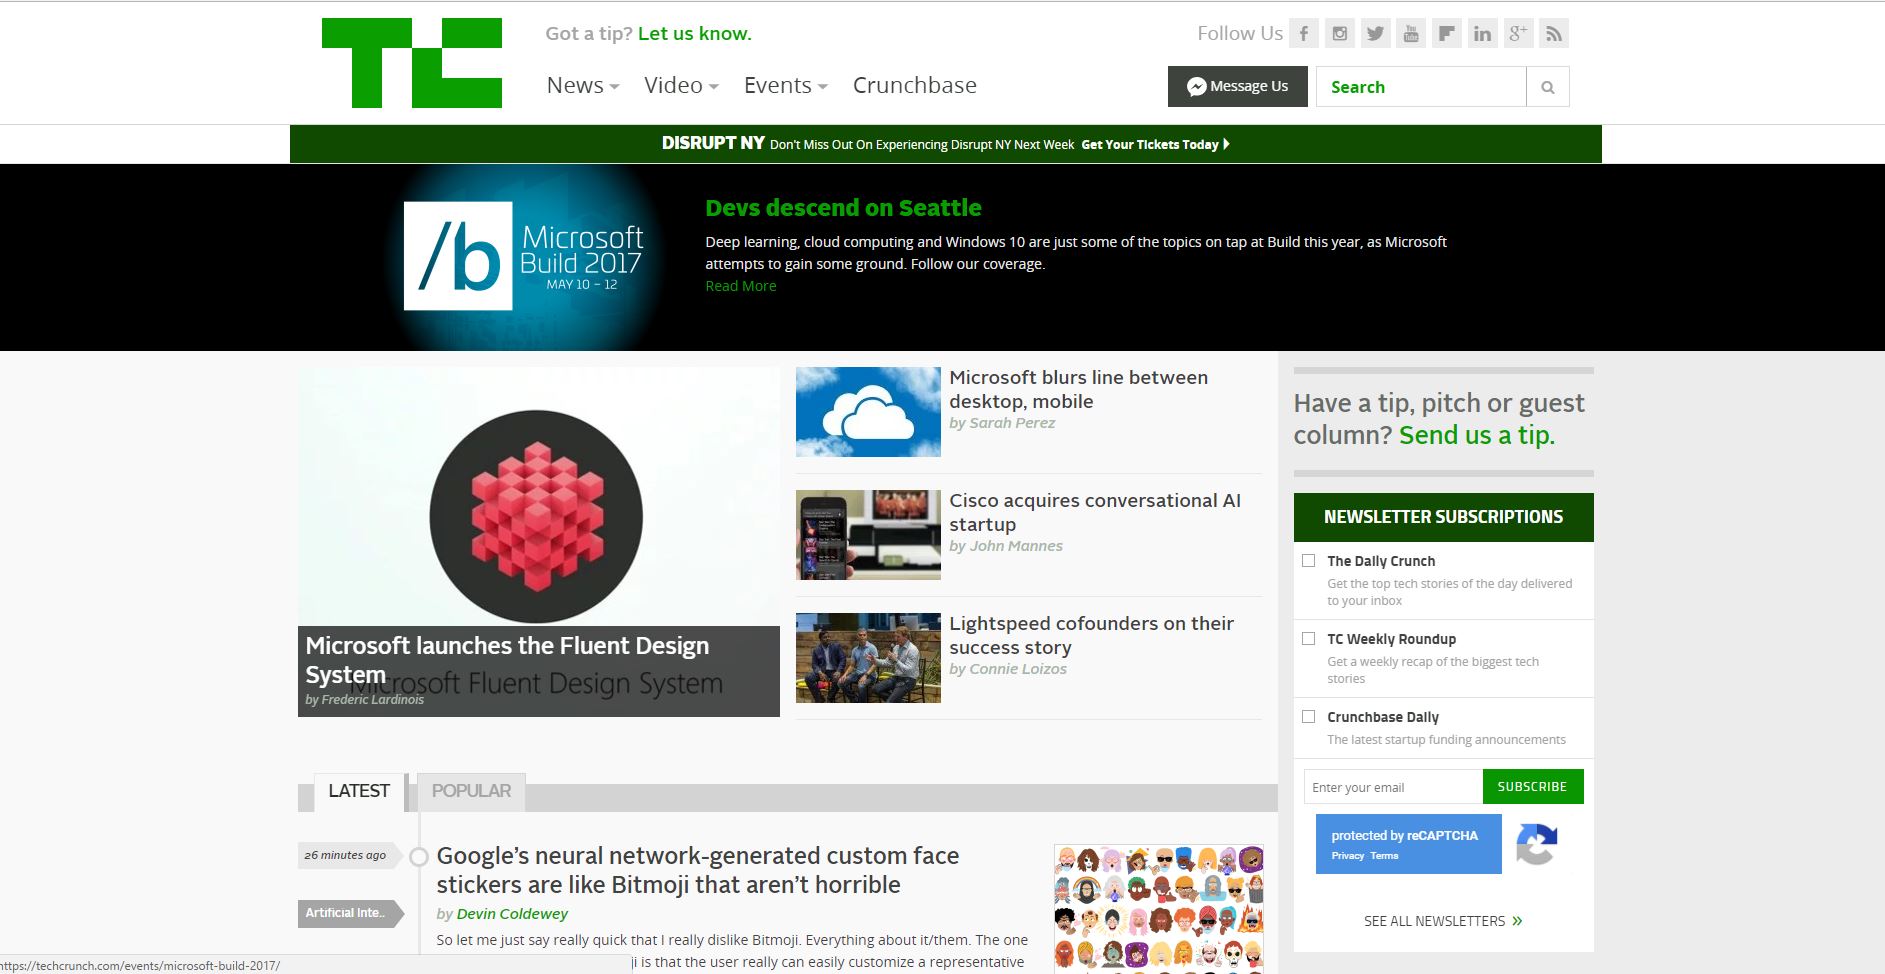 TC
Got a tip? Let us know.
Follow Us
News
Video
Events
Crunchbase
Message Us
Search
DISRUPT NY Don't Miss Out On Experiencing Disrupt NY Next Week Get Your Tickets Today
/b
Microsoft
Build 2017
MAY 10 – 12
Devs descend on Seattle
Deep learning, cloud computing and Windows 10 are just some of the topics on tap at Build this year, as Microsoft
attempts to gain some ground. Follow our coverage.
Read More
Microsoft launches the Fluent Design
System
Microsoft Fluent Design System
by Frederic Lardinois
Microsoft blurs line between
desktop, mobile
by Sarah Perez
Cisco acquires conversational AI
startup
by John Mannes
Lightspeed cofounders on their
success story
by Connie Loizos
Have a tip, pitch or guest
column? Send us a tip.
NEWSLETTER SUBSCRIPTIONS
The Daily Crunch
Get the top tech stories of the day delivered
to your inbox
TC Weekly Roundup
Get a weekly recap of the biggest tech
stories
Crunchbase Daily
The latest startup funding announcements
Enter your email
SUBSCRIBE
protected by reCAPTCHA
Privacy Terms
SEE ALL NEWSLETTERS »
LATEST
POPULAR
26 minutes ago
Artificial Inte..
Google's neural network-generated custom face
stickers are like Bitmoji that aren't horrible
by Devin Coldewey
So let me just say really quick that I really dislike Bitmoji. Everything about it/them. The one
ji is that the user really can easily customize a representative
https://techcrunch.com/events/microsoft-build-2017/